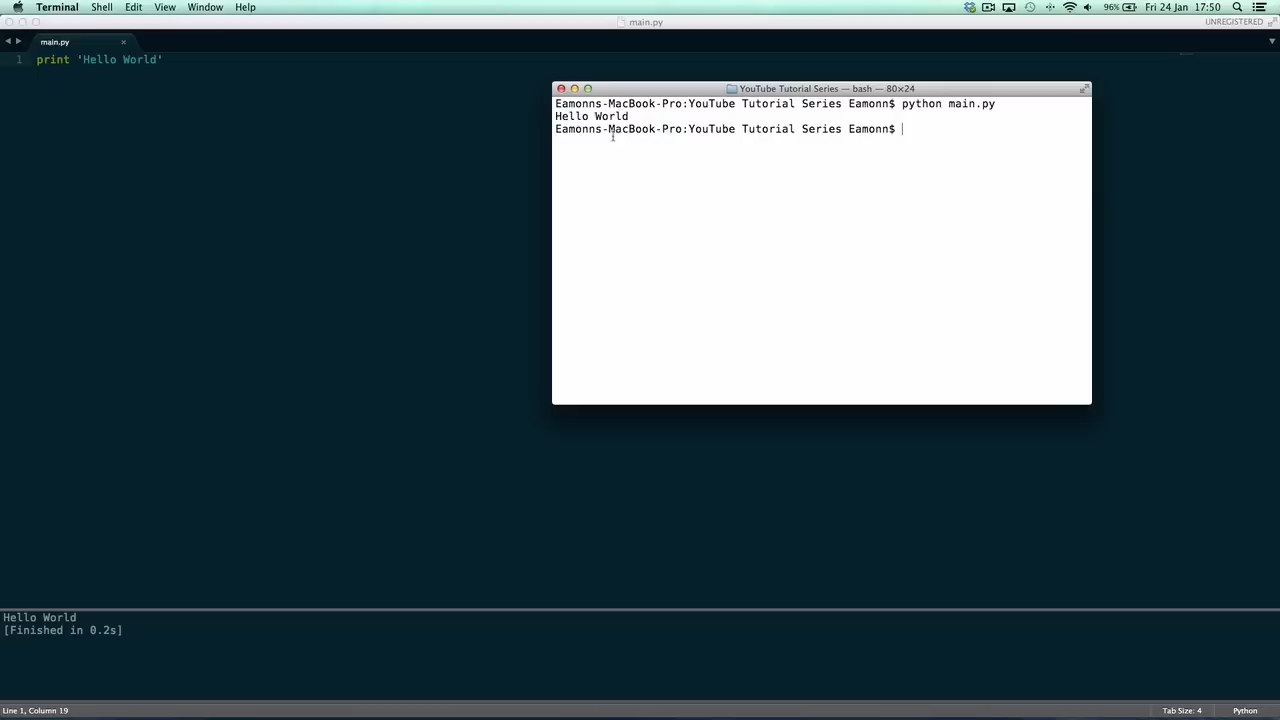 Terminal Shell Edit View Window Help 96% Fri 24 Jan 17:50
main.py UNREGISTERED
main.py ×
1 print 'Hello World'
YouTube Tutorial Series — bash — 80×24
Eamonns-MacBook-Pro:YouTube Tutorial Series Eamonn$ python main.py
Hello World
Eamonns-MacBook-Pro:YouTube Tutorial Series Eamonn$
Hello World
[Finished in 0.2s]
Line 1, Column 19 Tab Size: 4 Python